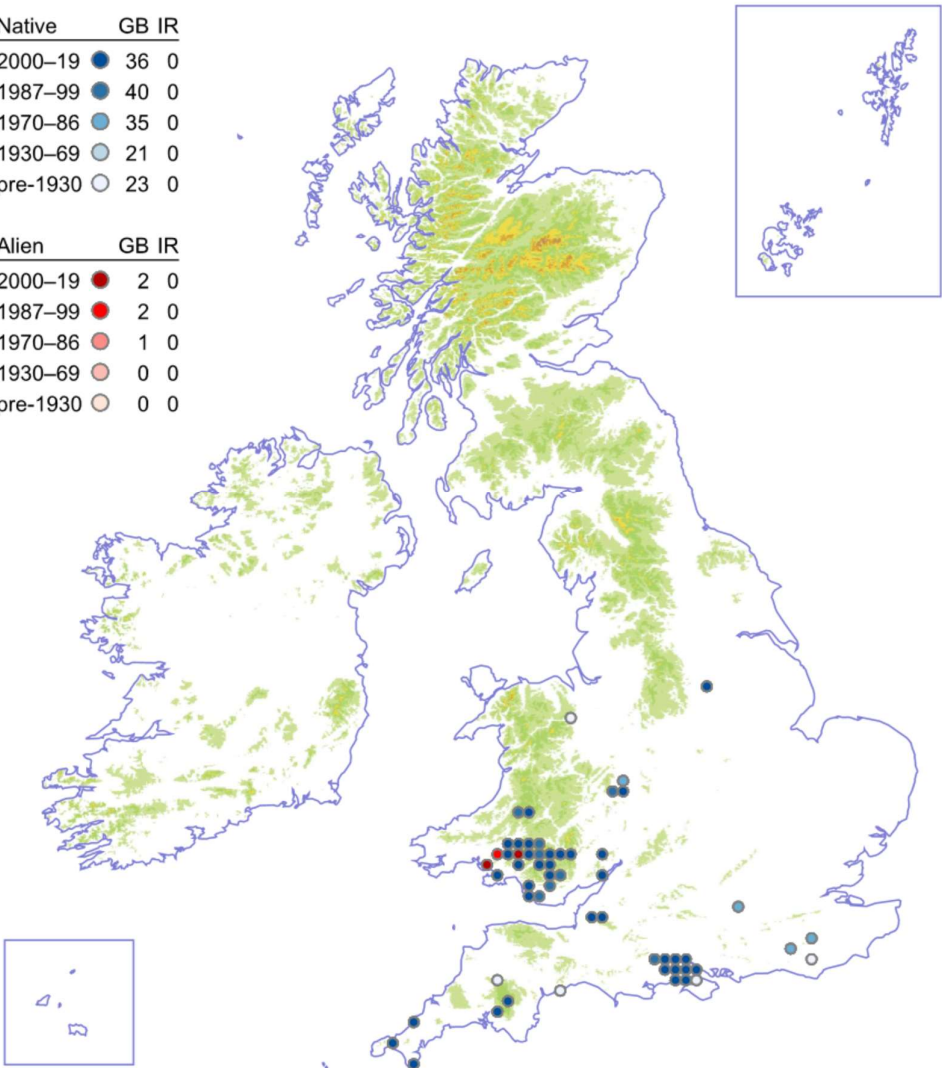 Native GB IR
2000–19 36 0
1987–99 40 0
1970–86 35 0
1930–69 21 0
pre-1930 23 0
Alien GB IR
2000–19 2 0
1987–99 2 0
1970–86 1 0
1930–69 0 0
pre-1930 0 0